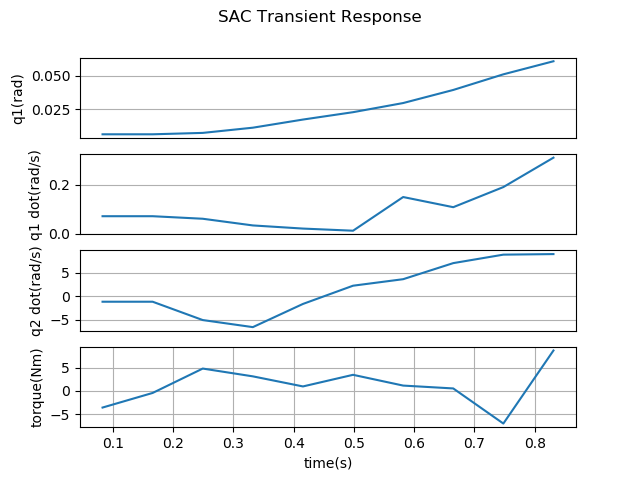 SAC Transient Response
q1(rad)
0.050
0.025
q1 dot(rad/s)
0.2
0.0
q2 dot(rad/s)
5
0
−5
torque(Nm)
5
0
−5
0.1 0.2 0.3 0.4 0.5 0.6 0.7 0.8
time(s)